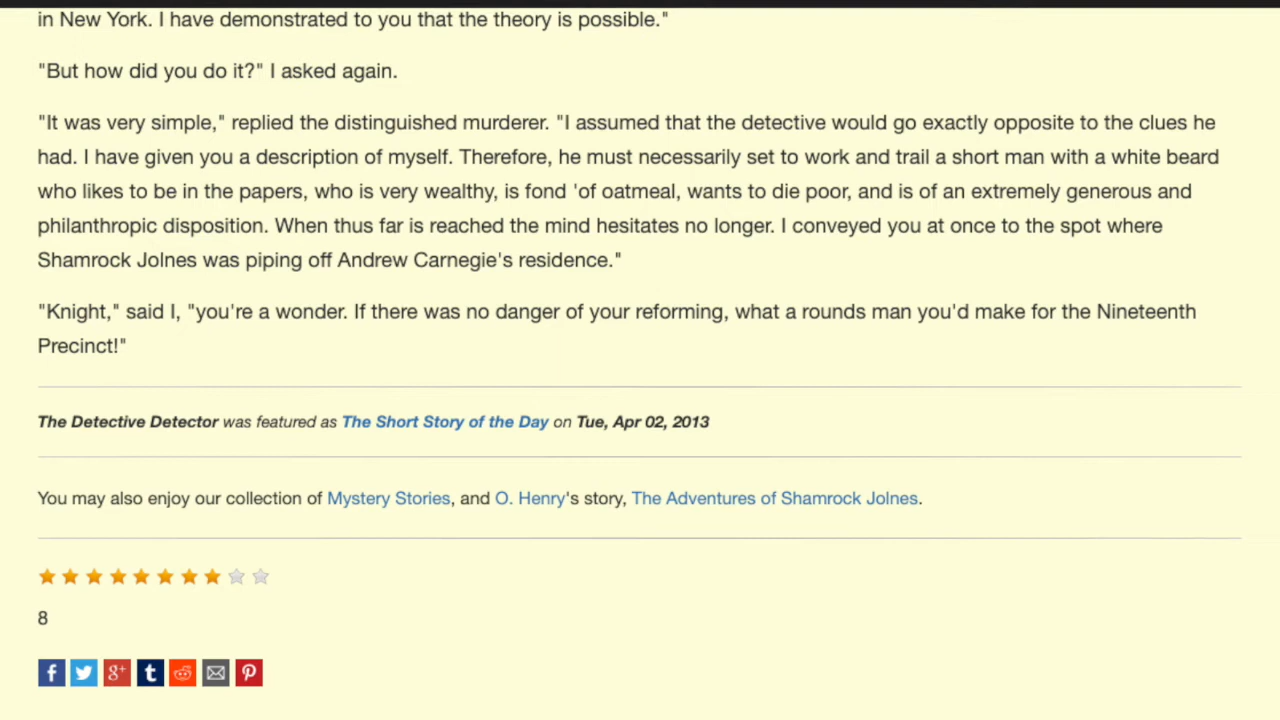 in New York. I have demonstrated to you that the theory is possible."
"But how did you do it?" I asked again.
"It was very simple," replied the distinguished murderer. "I assumed that the detective would go exactly opposite to the clues he
had. I have given you a description of myself. Therefore, he must necessarily set to work and trail a short man with a white beard
who likes to be in the papers, who is very wealthy, is fond 'of oatmeal, wants to die poor, and is of an extremely generous and
philanthropic disposition. When thus far is reached the mind hesitates no longer. I conveyed you at once to the spot where
Shamrock Jolnes was piping off Andrew Carnegie's residence."
"Knight," said I, "you're a wonder. If there was no danger of your reforming, what a rounds man you'd make for the Nineteenth
Precinct!"
The Detective Detector was featured as The Short Story of the Day on Tue, Apr 02, 2013
You may also enjoy our collection of Mystery Stories, and O. Henry's story, The Adventures of Shamrock Jolnes.
8
f g+ t